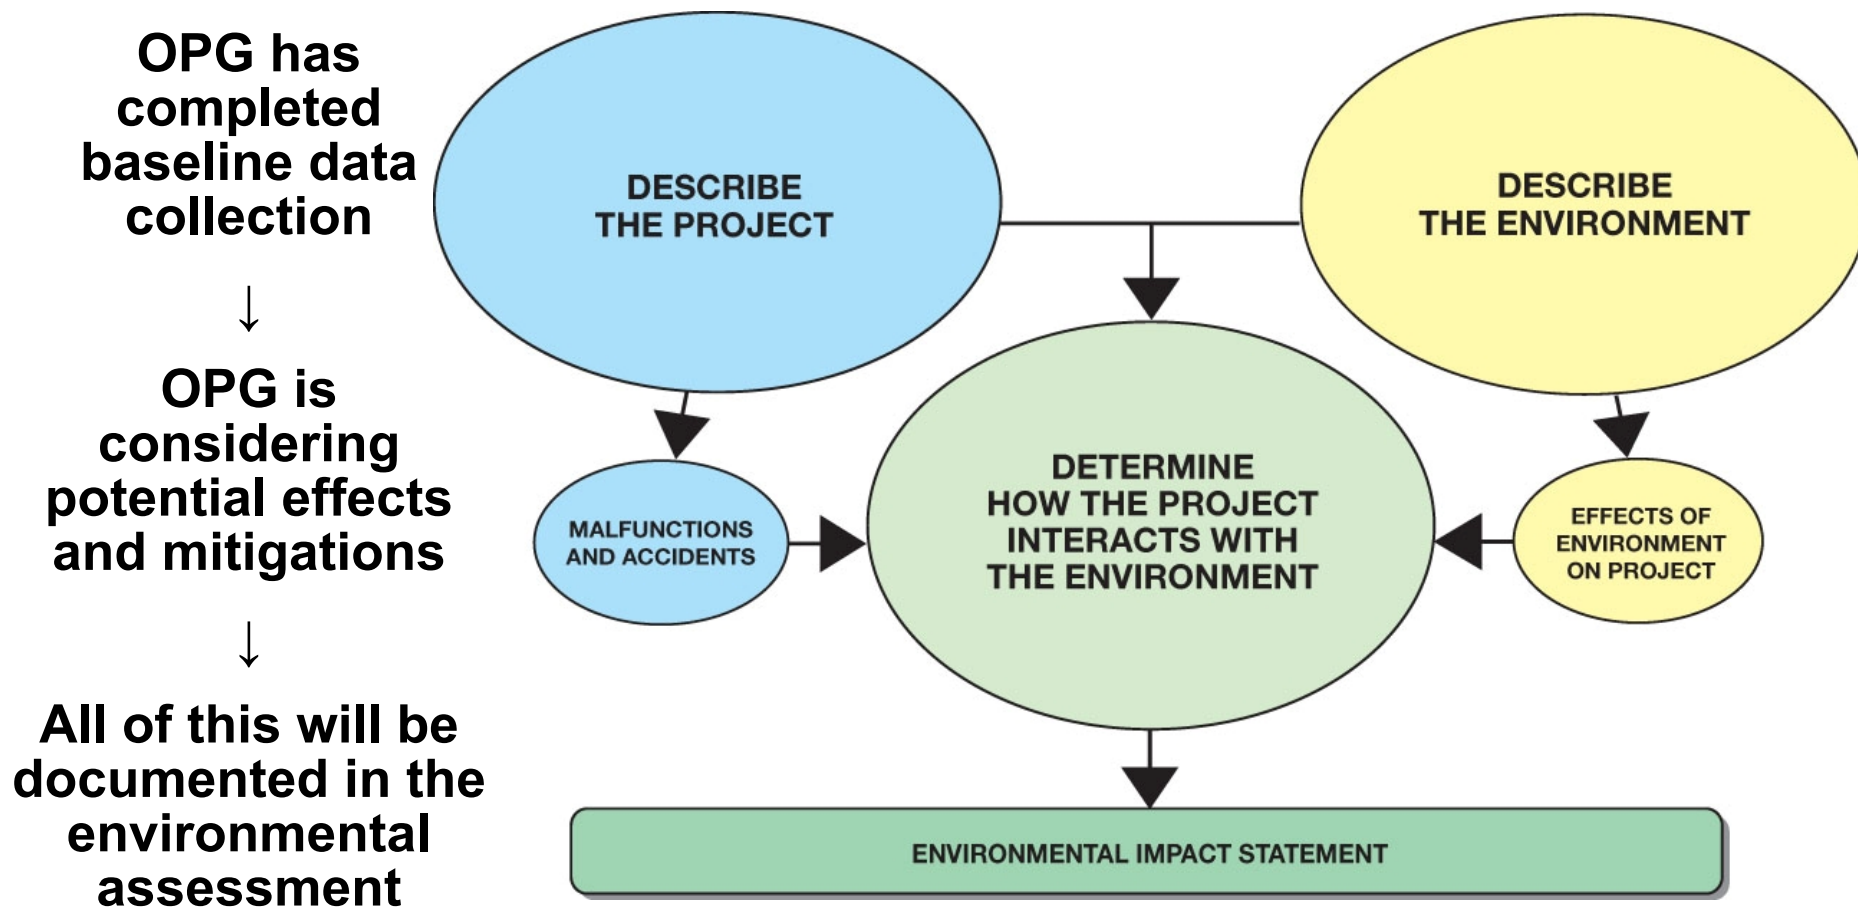 OPG has
completed
baseline data
collection
↓
OPG is
considering
potential effects
and mitigations
↓
All of this will be
documented in the
environmental
assessment
DESCRIBE
THE PROJECT
DESCRIBE
THE ENVIRONMENT
MALFUNCTIONS
AND ACCIDENTS
DETERMINE
HOW THE PROJECT
INTERACTS WITH
THE ENVIRONMENT
EFFECTS OF
ENVIRONMENT
ON PROJECT
ENVIRONMENTAL IMPACT STATEMENT